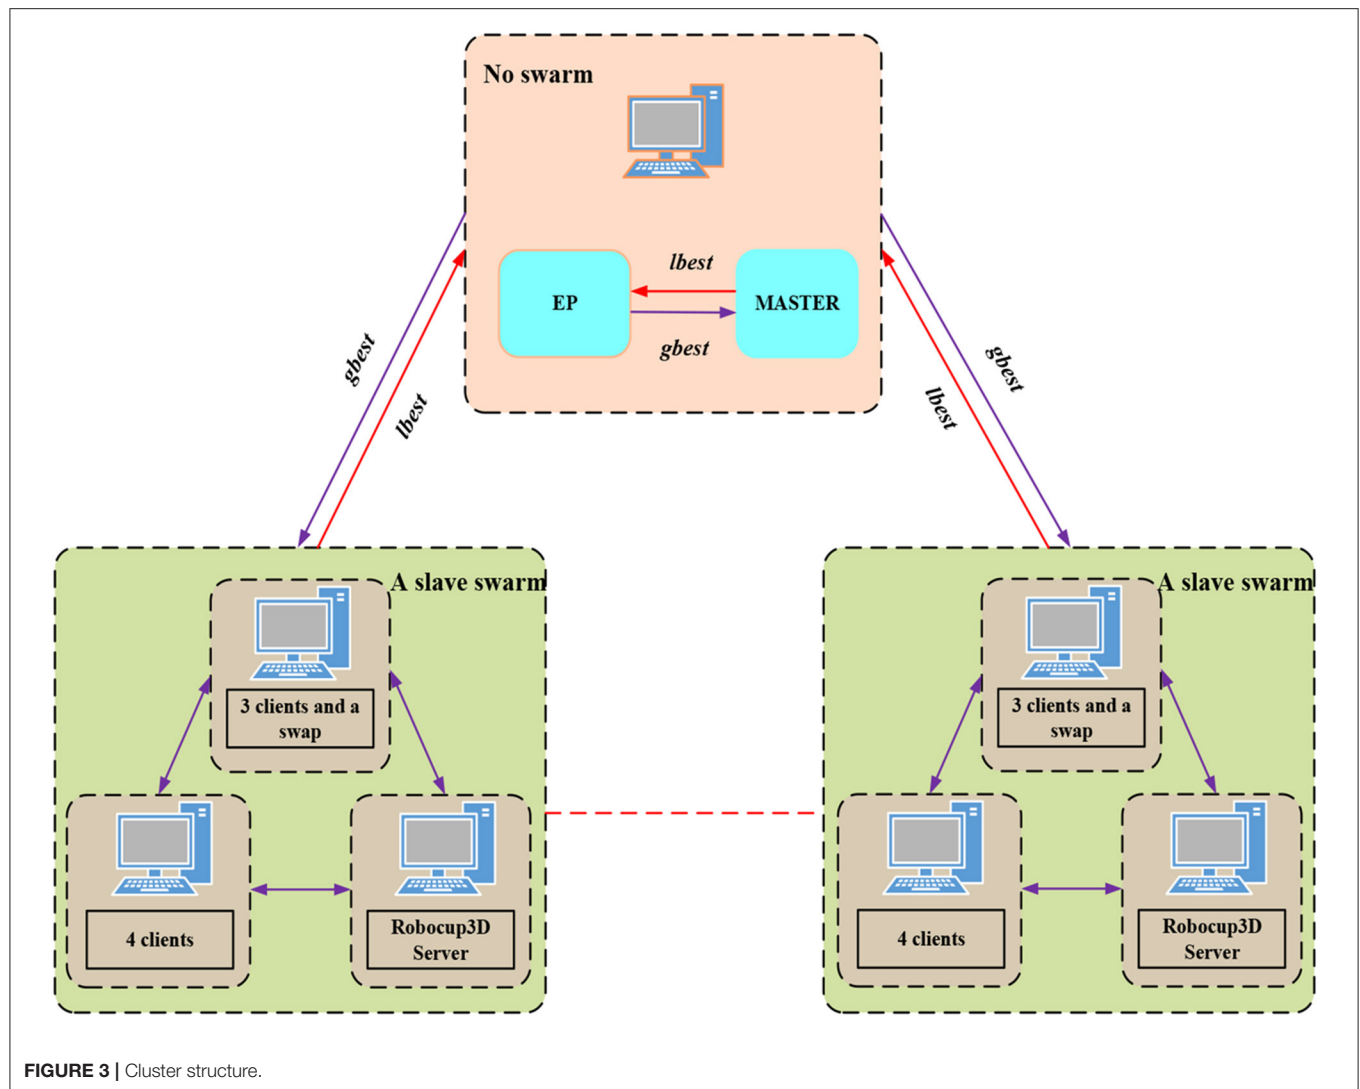 No swarm
lbest
EP
MASTER
gbest
gbest
lbest
gbest
lbest
A slave swarm
3 clients and a
swap
4 clients
Robocup3D
Server
A slave swarm
3 clients and a
swap
4 clients
Robocup3D
Server
FIGURE 3 | Cluster structure.